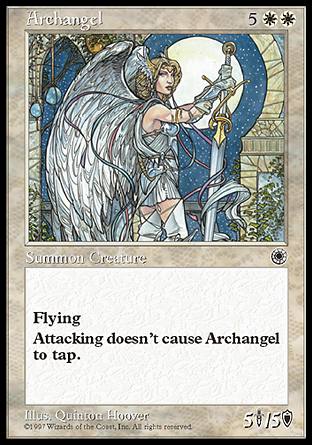 Archangel 5
Summon Creature
Flying
Attacking doesn't cause Archangel
to tap.
Illus. Quinton Hoover
©1997 Wizards of the Coast, Inc. All rights reserved.
5/5